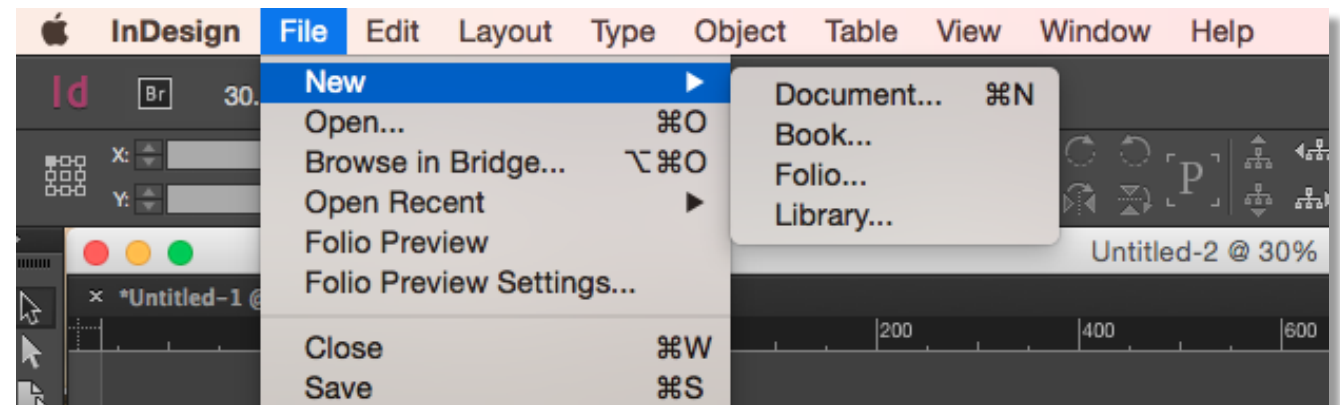 InDesign File Edit Layout Type Object Table View Window Help
Id Br 30.
New
Document... ⌘N
Open... ⌘O
Book...
Browse in Bridge... ⌥⌘O
Folio...
Open Recent
Library...
Folio Preview
Folio Preview Settings...
X:
Y:
P
Untitled-2 @ 30%
× *Untitled-1 @
200 400 600
Close ⌘W
Save ⌘S